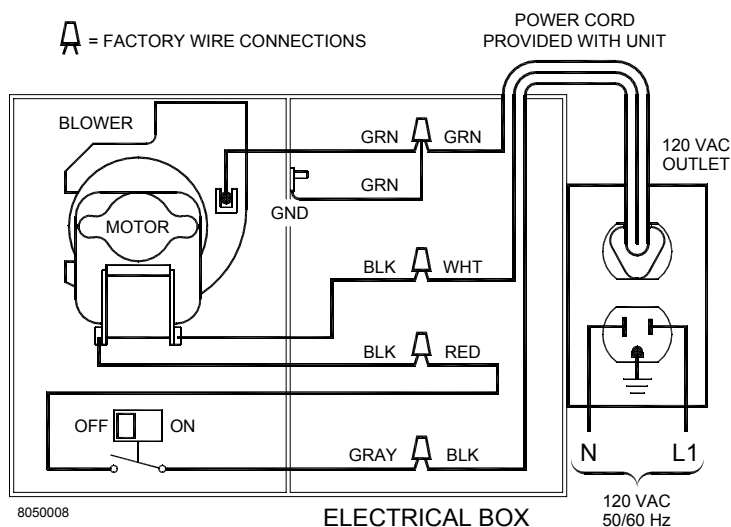 = FACTORY WIRE CONNECTIONS
POWER CORD
PROVIDED WITH UNIT
BLOWER
GRN
GRN
120 VAC
OUTLET
GRN
GND
MOTOR
BLK
WHT
BLK
RED
OFF
ON
GRAY
BLK
N
L1
8050008
ELECTRICAL BOX
120 VAC
50/60 Hz